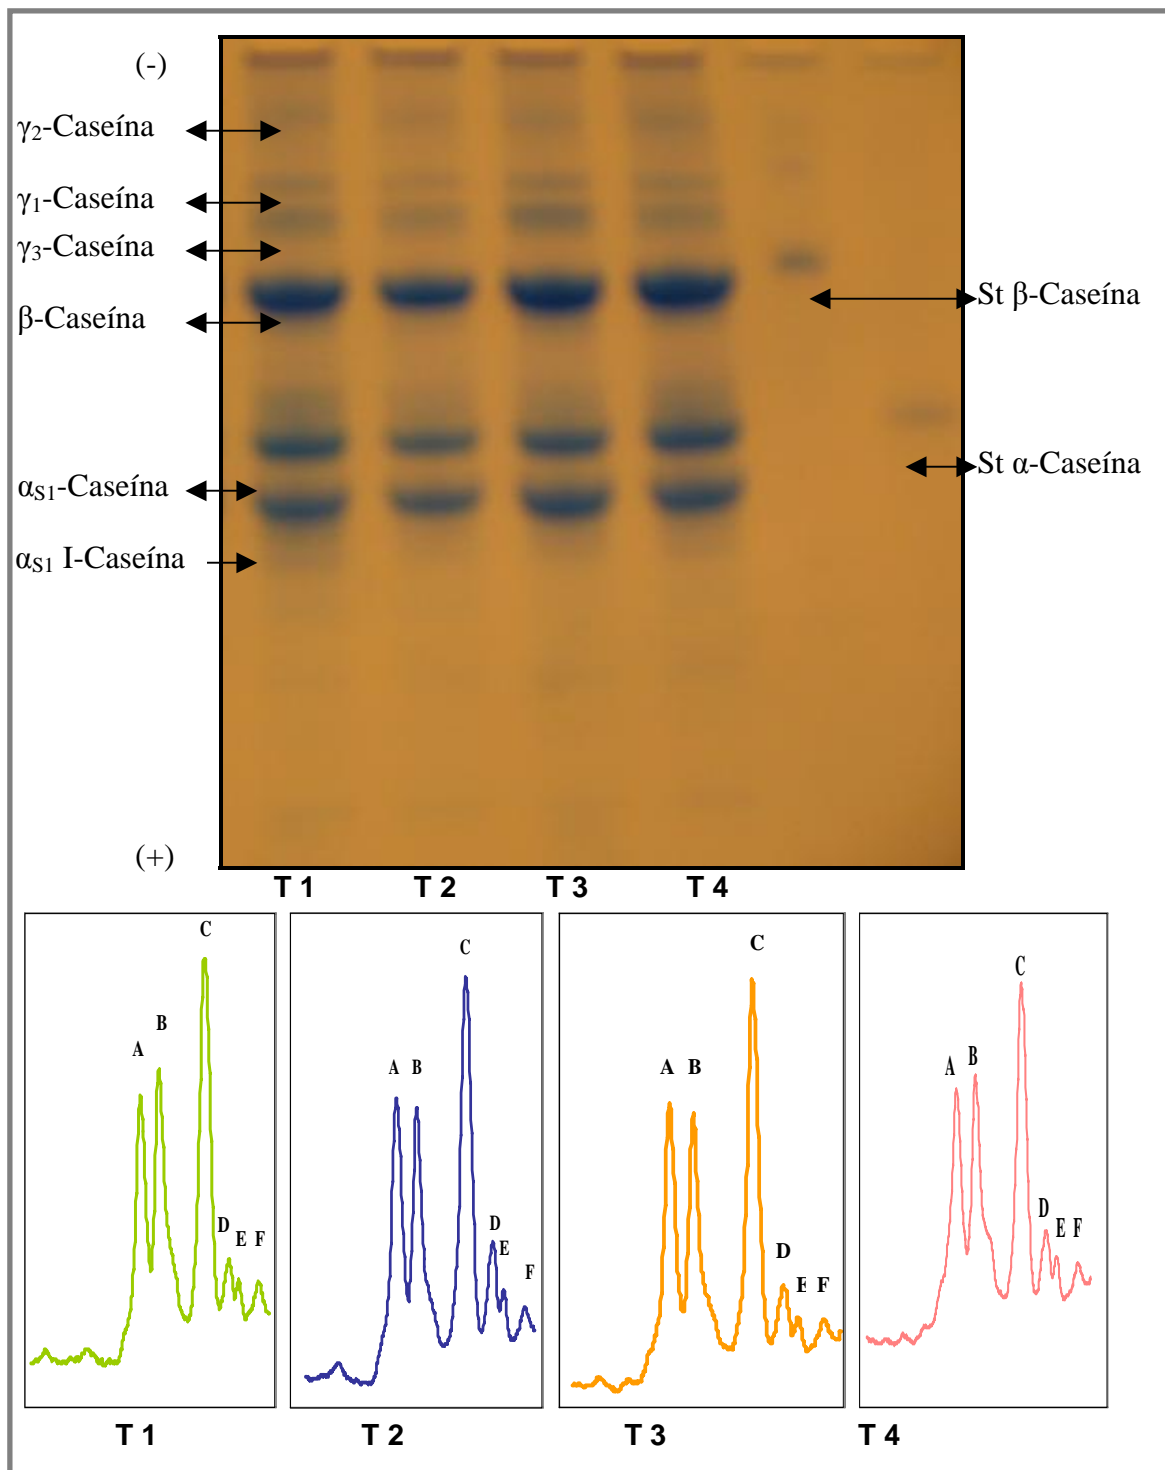 (-)
γ2-Caseína
γ1-Caseína
γ3-Caseína
β-Caseína
St β-Caseína
St α-Caseína
αS1-Caseína
αS1 I-Caseína
(+)
T 1 T 2 T 3 T 4
A B C D E F
A B C D E F
A B C D E F
A B C D E F
T 1 T 2 T 3 T 4